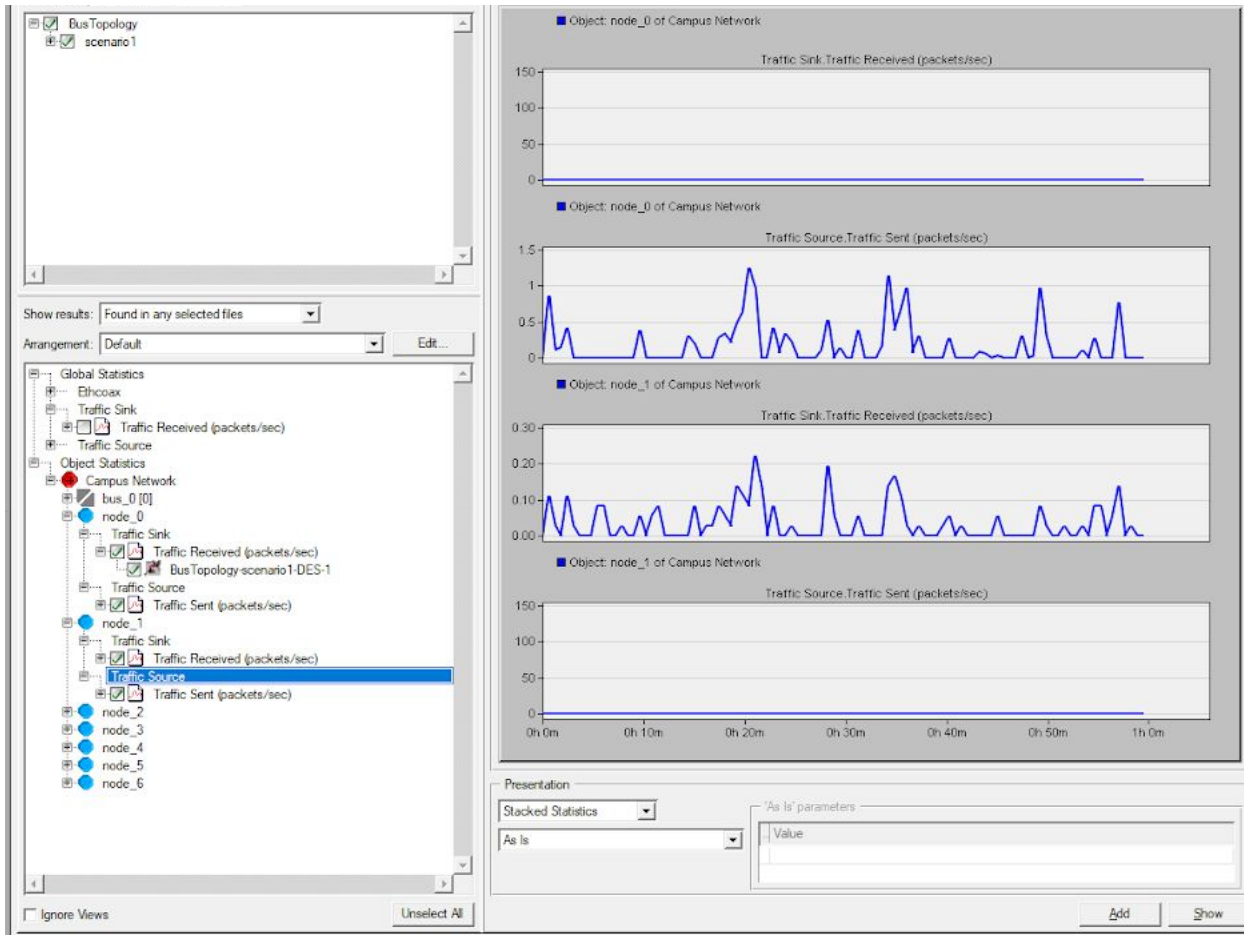 BusTopology
scenario1
Show results: Found in any selected files
Arrangement: Default Edit...
Global Statistics
Ethcoax
Traffic Sink
Traffic Received (packets/sec)
Traffic Source
Object Statistics
Campus Network
bus_0 [0]
node_0
Traffic Sink
Traffic Received (packets/sec)
BusTopology-scenario1-DES-1
Traffic Source
Traffic Sent (packets/sec)
node_1
Traffic Sink
Traffic Received (packets/sec)
Traffic Source
Traffic Sent (packets/sec)
node_2
node_3
node_4
node_5
node_6
Ignore Views Unselect All
Object: node_0 of Campus Network
Traffic Sink.Traffic Received (packets/sec)
150
100
50
0
Object: node_0 of Campus Network
Traffic Source.Traffic Sent (packets/sec)
1.5
1
0.5
0
Object: node_1 of Campus Network
Traffic Sink.Traffic Received (packets/sec)
0.30
0.20
0.10
0.00
Object: node_1 of Campus Network
Traffic Source.Traffic Sent (packets/sec)
150
100
50
0
0h 0m 0h 10m 0h 20m 0h 30m 0h 40m 0h 50m 1h 0m
Presentation
Stacked Statistics
As Is
'As Is' parameters
Value
Add Show